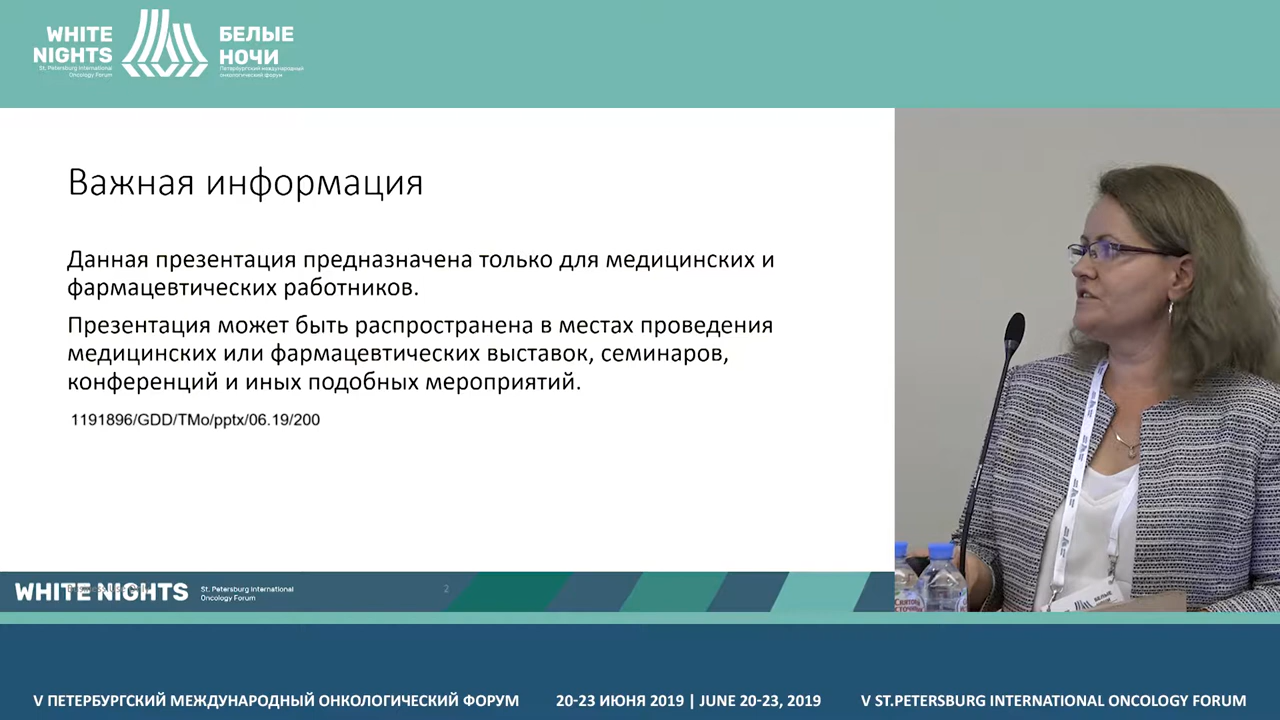 WHITE
NIGHTS
St. Petersburg International
Oncology Forum
БЕЛЫЕ
НОЧИ
Петербургский международный
онкологический форум
Важная информация
Данная презентация предназначена только для медицинских и
фармацевтических работников.
Презентация может быть распространена в местах проведения
медицинских или фармацевтических выставок, семинаров,
конференций и иных подобных мероприятий.
1191896/GDD/TMo/pptx/06.19/200
WHITE NIGHTS
St. Petersburg International
Oncology Forum
2
V ПЕТЕРБУРГСКИЙ МЕЖДУНАРОДНЫЙ ОНКОЛОГИЧЕСКИЙ ФОРУМ
20-23 ИЮНЯ 2019 | JUNE 20-23, 2019
V ST.PETERSBURG INTERNATIONAL ONCOLOGY FORUM